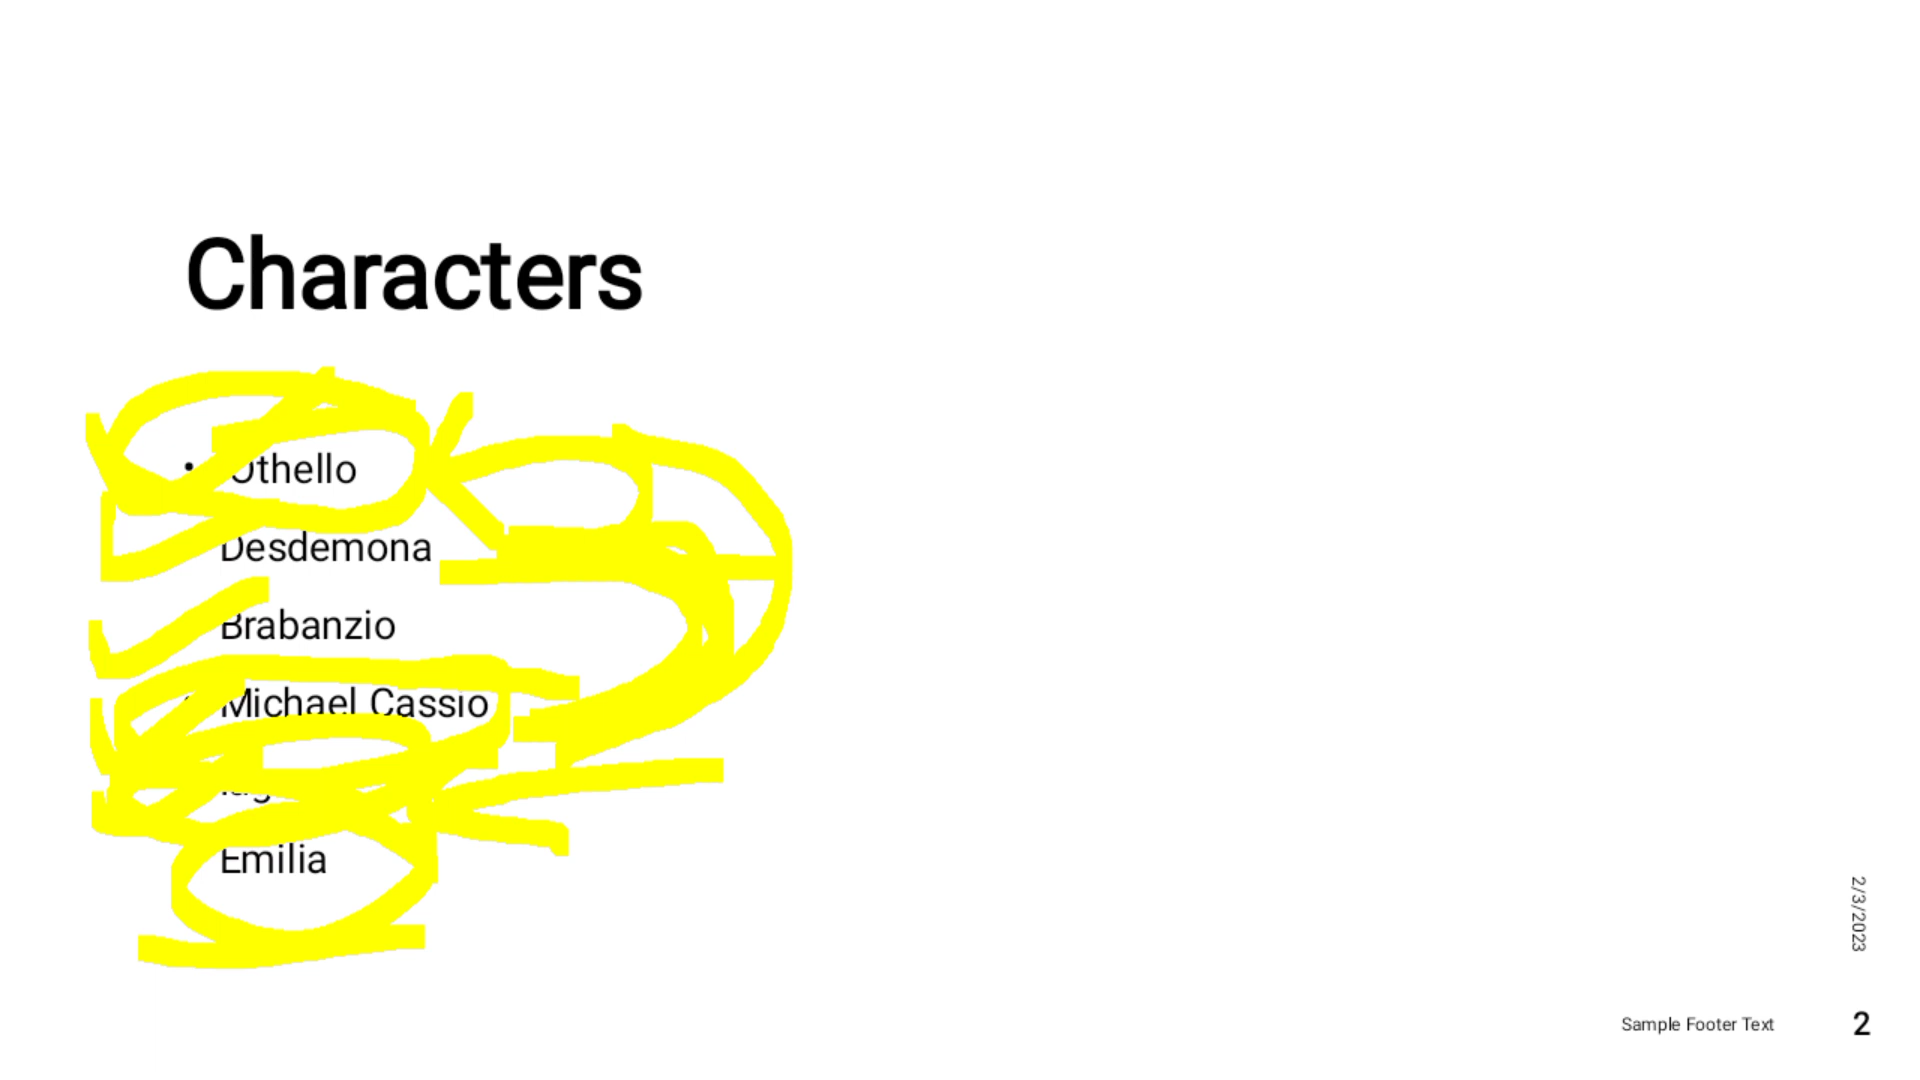 Characters
• Othello
Desdemona
Brabanzio
Michael Cassio
Emilia
2/3/2023
Sample Footer Text
2